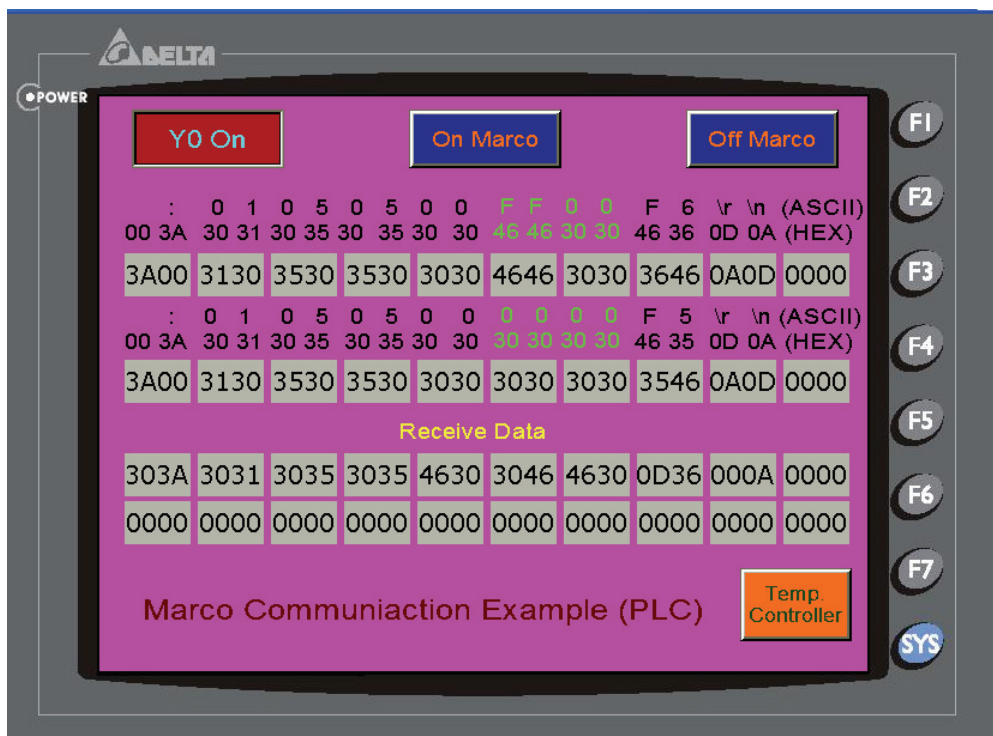 DELTA
POWER
Y0 On On Marco Off Marco
F1
: 0 1 0 5 0 5 0 0 F F 0 0 F 6 \r \n (ASCII)
F2
00 3A 30 31 30 35 30 35 30 30 46 46 30 30 46 36 0D 0A (HEX)
3A00 3130 3530 3530 3030 4646 3030 3646 0A0D 0000
F3
: 0 1 0 5 0 5 0 0 0 0 0 0 F 5 \r \n (ASCII)
00 3A 30 31 30 35 30 35 30 30 30 30 30 30 46 35 0D 0A (HEX)
F4
3A00 3130 3530 3530 3030 3030 3030 3546 0A0D 0000
Receive Data
F5
303A 3031 3035 3035 4630 3046 4630 0D36 000A 0000
F6
0000 0000 0000 0000 0000 0000 0000 0000 0000 0000
F7
Marco Communiaction Example (PLC)
Temp.
Controller
SYS